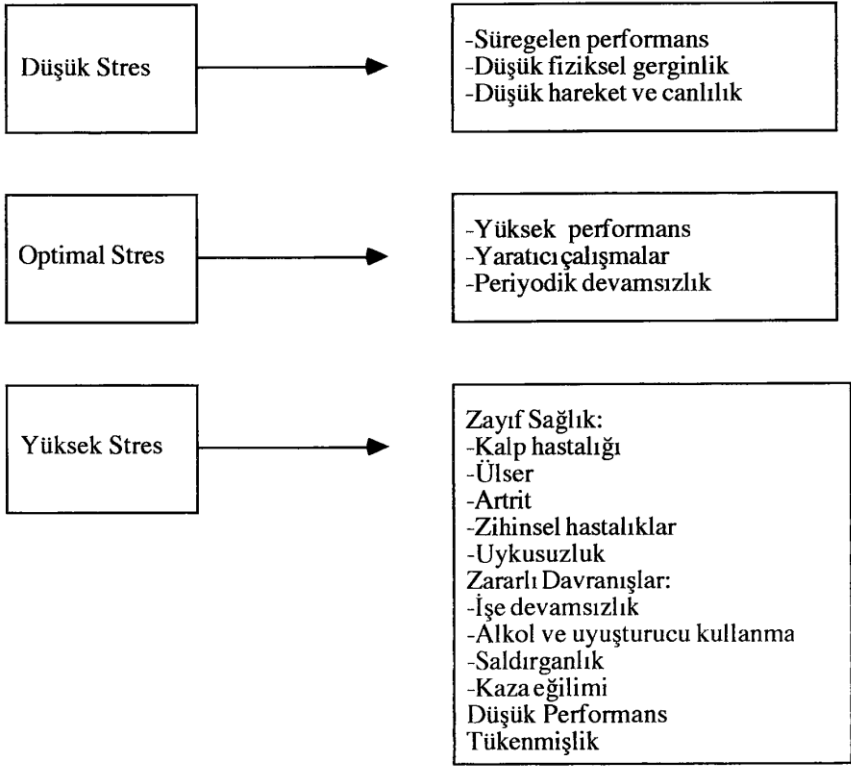 Düşük Stres
-Süregelen performans
-Düşük fiziksel gerginlik
-Düşük hareket ve canlılık
Optimal Stres
-Yüksek performans
-Yaratıcı çalışmalar
-Periyodik devamsızlık
Yüksek Stres
Zayıf Sağlık:
-Kalp hastalığı
-Ülser
-Artrit
-Zihinsel hastalıklar
-Uykusuzluk
Zararlı Davranışlar:
-İşe devamsızlık
-Alkol ve uyuşturucu kullanma
-Saldırganlık
-Kaza eğilimi
Düşük Performans
Tükenmişlik